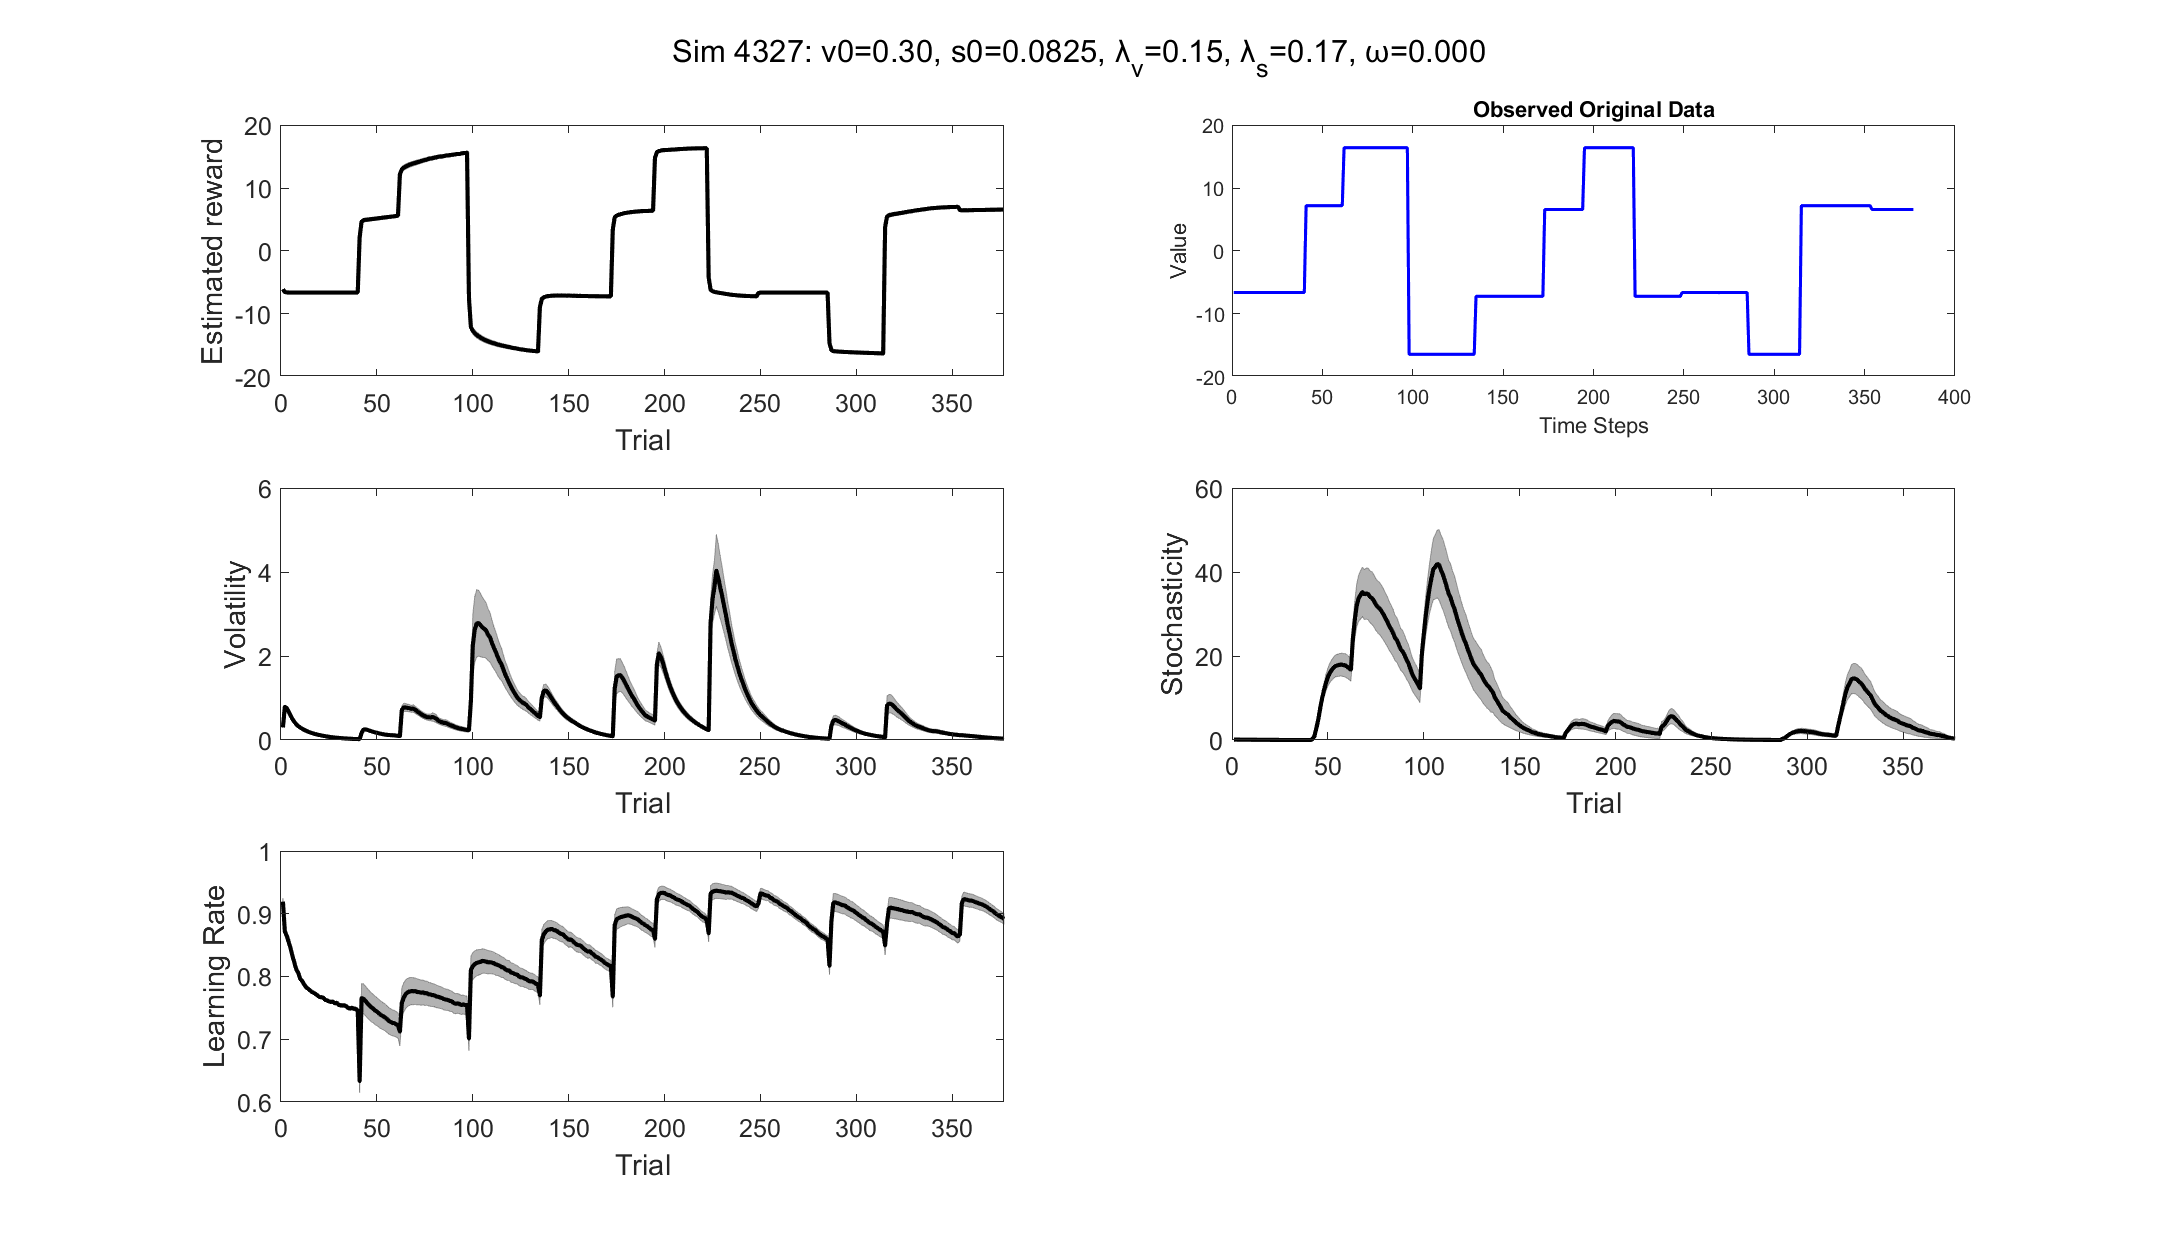 Sim 4327: v0=0.30, s0=0.0825, λ_v=0.15, λ_s=0.17, ω=0.000
Estimated reward
20
10
0
-10
-20
0 50 100 150 200 250 300 350
Trial
Observed Original Data
Value
20
10
0
-10
-20
0 50 100 150 200 250 300 350 400
Time Steps
Volatility
6
4
2
0
0 50 100 150 200 250 300 350
Trial
Stochasticity
60
40
20
0
0 50 100 150 200 250 300 350
Trial
Learning Rate
1
0.9
0.8
0.7
0.6
0 50 100 150 200 250 300 350
Trial